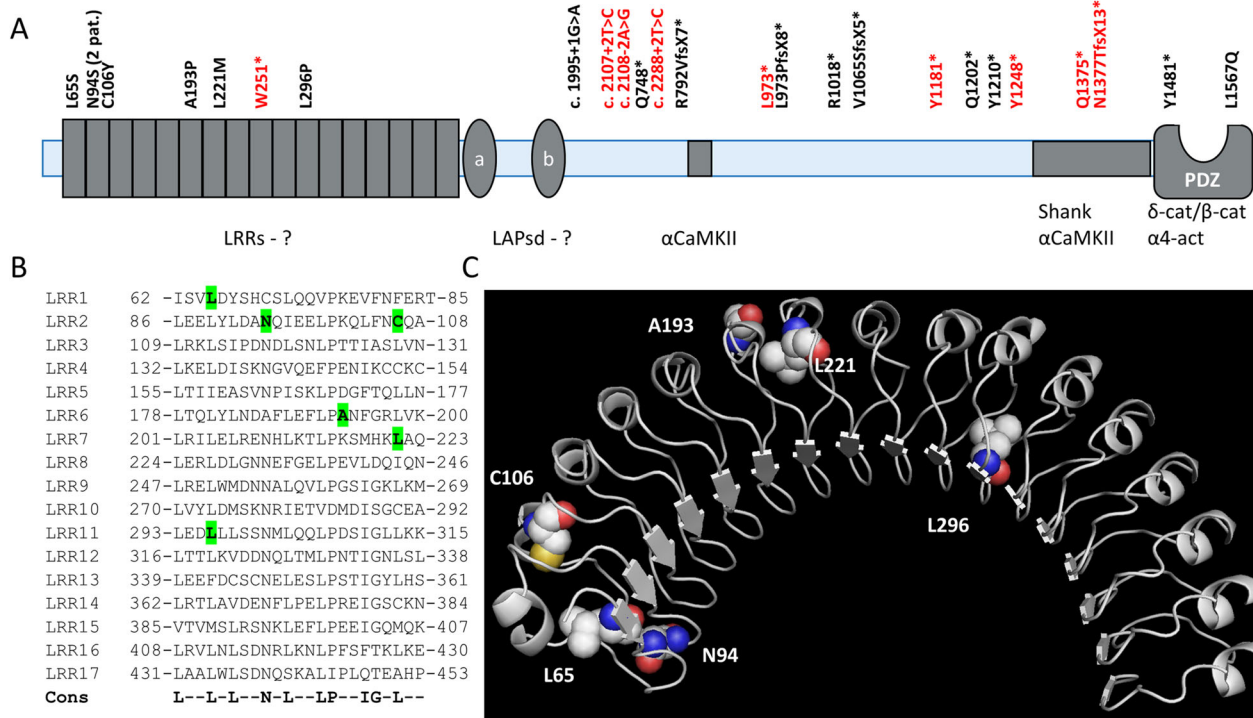 A
L65S
N94S (2 pat.)
C106Y
A193P
L221M
W251*
L296P
c. 1995+1G>A
c. 2107+2T>C
c. 2108-2A>G
Q748*
c. 2288+2T>C
R792VfsX7*
L973*
L973PfsX8*
R1018*
V1065SfsX5*
Y1181*
Q1202*
Y1210*
Y1248*
Q1375*
N1377TfsX13*
Y1481*
L1567Q
a
b
PDZ
LRRs - ?
LAPsd - ?
αCaMKII
Shank
αCaMKII
δ-cat/β-cat
α4-act
B
LRR1 62 -ISVLDYSHCSLQQVPKEVFNFERT-85
LRR2 86 -LEELYLDANQIEELPKQLFNCQA-108
LRR3 109-LRKLSIPDNDLSNLPTTIASLVN-131
LRR4 132-LKELDISKNGVQEFPENIKCCKC-154
LRR5 155-LTIIEASVNPISKLPDGFTQLLN-177
LRR6 178-LTQLYLNDAFLEFLPANFGRLVK-200
LRR7 201-LRILELRENHLKTLPKSMHKLAQ-223
LRR8 224-LERLDLGNNEFGELPEVLDQIQN-246
LRR9 247-LRELWMDNNALQVLPGSIGKLKM-269
LRR10 270-LVYLDMSKNRIETVDMDISGCEA-292
LRR11 293-LEDLLLSSNMLQQLPDSIGLLKK-315
LRR12 316-LTTLKVDDNQLTMLPNTIGNLSL-338
LRR13 339-LEEFDCSCNELESLPSTIGYLHS-361
LRR14 362-LRTLAVDENFLPELPREIGSCKN-384
LRR15 385-VTVMSLRSNKLEFLPEEIGQMQK-407
LRR16 408-LRVLNLSDNRLKNLPFSFTKLKE-430
LRR17 431-LAALWLSDNQSKALIPLQTEAHP-453
Cons L--L-L--N-L--LP--IG-L--
C
A193
L221
C106
L296
N94
L65